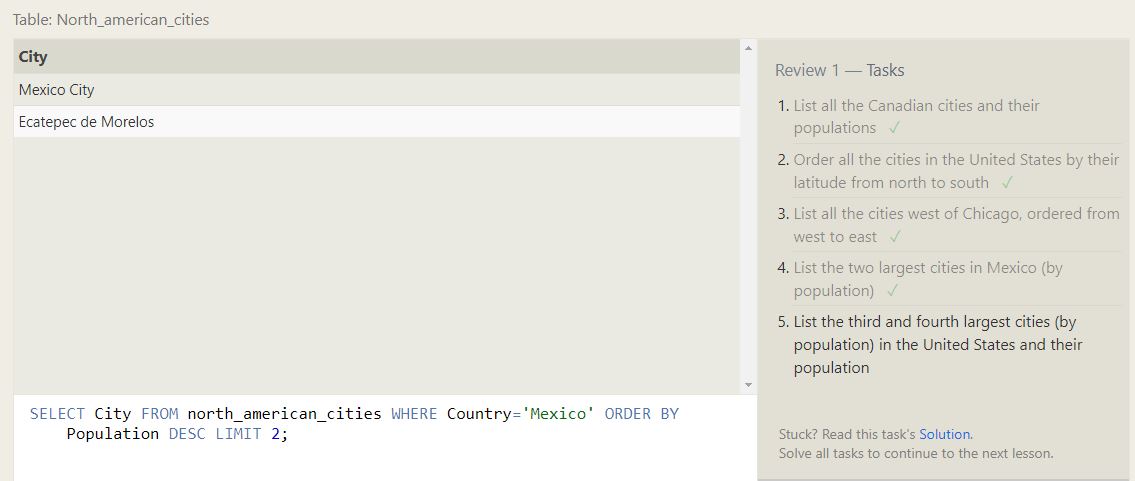 Table: North_american_cities
City
Mexico City
Ecatepec de Morelos
SELECT City FROM north_american_cities WHERE Country='Mexico' ORDER BY
Population DESC LIMIT 2;
Review 1 — Tasks
1. List all the Canadian cities and their
populations ✓
2. Order all the cities in the United States by their
latitude from north to south ✓
3. List all the cities west of Chicago, ordered from
west to east ✓
4. List the two largest cities in Mexico (by
population) ✓
5. List the third and fourth largest cities (by
population) in the United States and their
population
Stuck? Read this task's Solution.
Solve all tasks to continue to the next lesson.